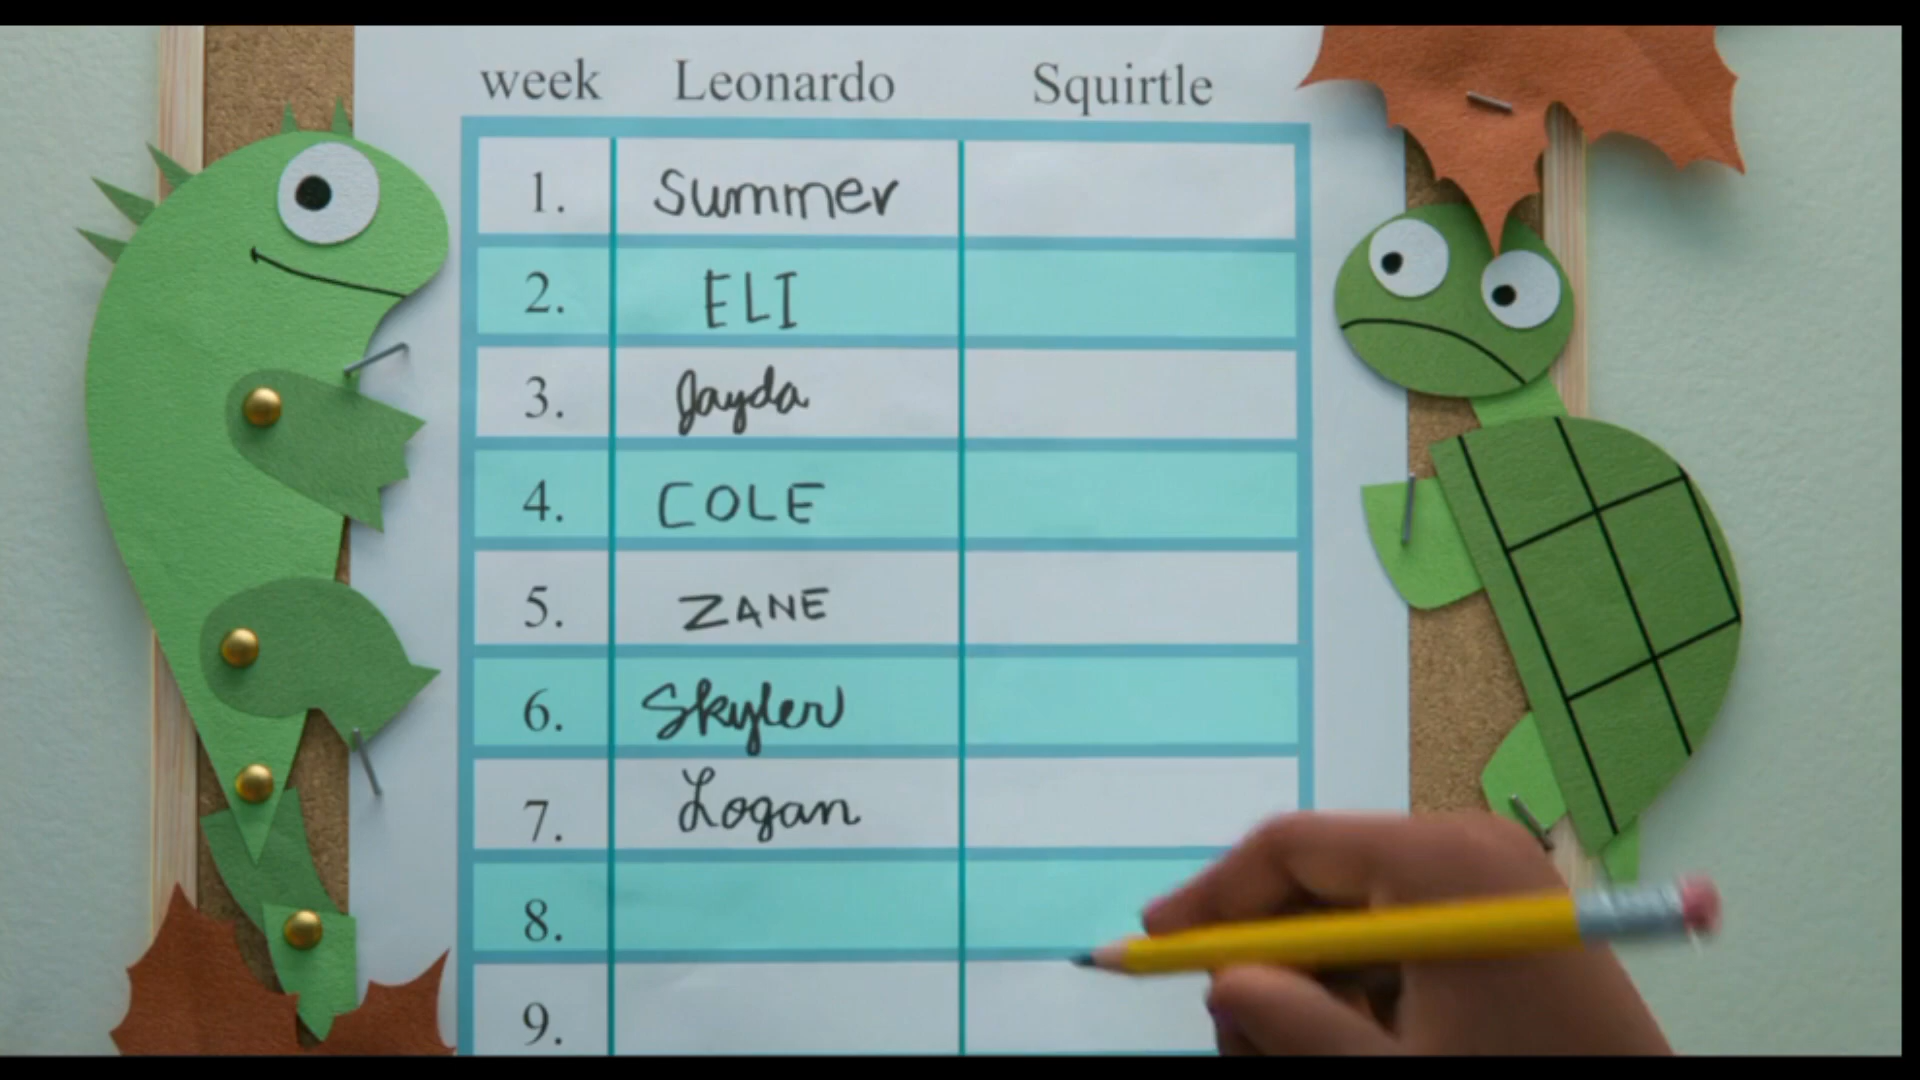 week Leonardo Squirtle
1. Summer
2. ELI
3. Jayda
4. COLE
5. ZANE
6. Skyler
7. Logan
8.
9.